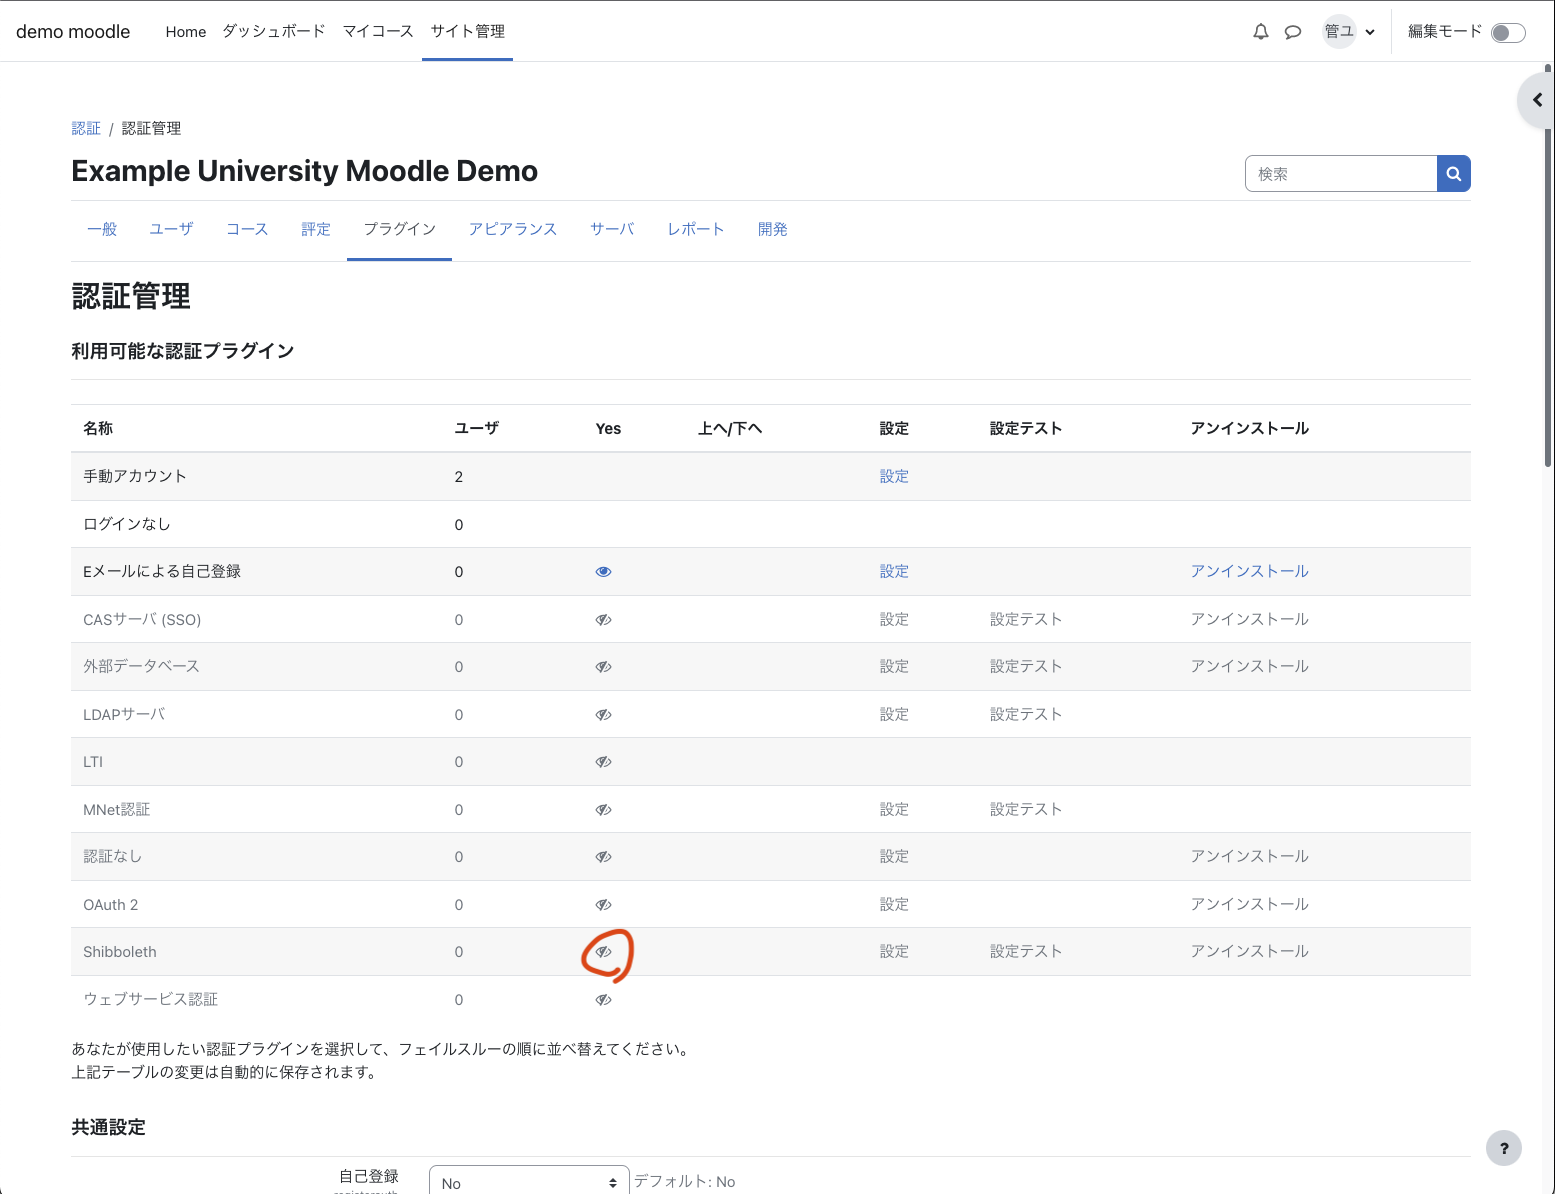 demo moodle Home ダッシュボード マイコース サイト管理 管ユ 編集モード
認証 / 認証管理
Example University Moodle Demo
検索
一般 ユーザ コース 評定 プラグイン アピアランス サーバ レポート 開発
認証管理
利用可能な認証プラグイン
名称 ユーザ Yes 上へ/下へ 設定 設定テスト アンインストール
手動アカウント 2 設定
ログインなし 0
Eメールによる自己登録 0 設定 アンインストール
CASサーバ (SSO) 0 設定 設定テスト アンインストール
外部データベース 0 設定 設定テスト アンインストール
LDAPサーバ 0 設定 設定テスト
LTI 0
MNet認証 0 設定 設定テスト
認証なし 0 設定 アンインストール
OAuth 2 0 設定 アンインストール
Shibboleth 0 設定 設定テスト アンインストール
ウェブサービス認証 0
あなたが使用したい認証プラグインを選択して、フェイルスルーの順に並べ替えてください。
上記テーブルの変更は自動的に保存されます。
共通設定
?
自己登録 No デフォルト: No